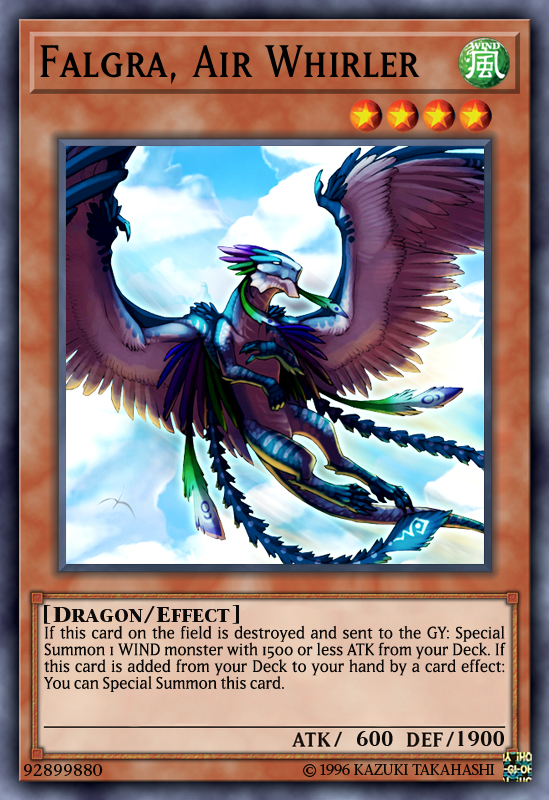 FALGRA, AIR WHIRLER
WIND
風
[DRAGON/EFFECT]
If this card on the field is destroyed and sent to the GY: Special
Summon 1 WIND monster with 1500 or less ATK from your Deck. If
this card is added from your Deck to your hand by a card effect:
You can Special Summon this card.
ATK/ 600 DEF/1900
92899880 © 1996 KAZUKI TAKAHASHI